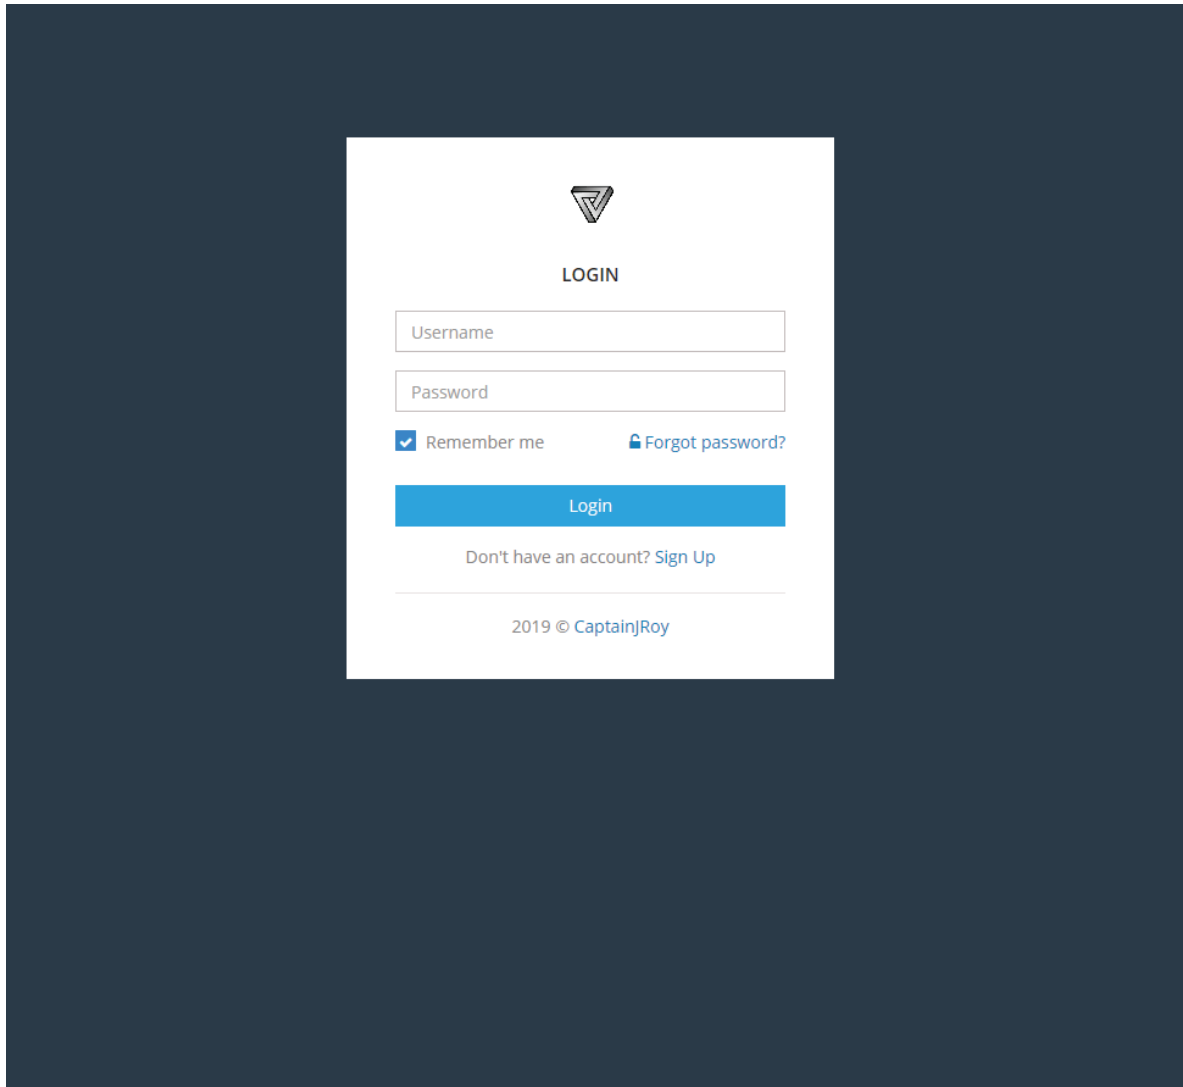 LOGIN
Username
Password
Remember me Forgot password?
Login
Don't have an account? Sign Up
2019 © CaptainJRoy